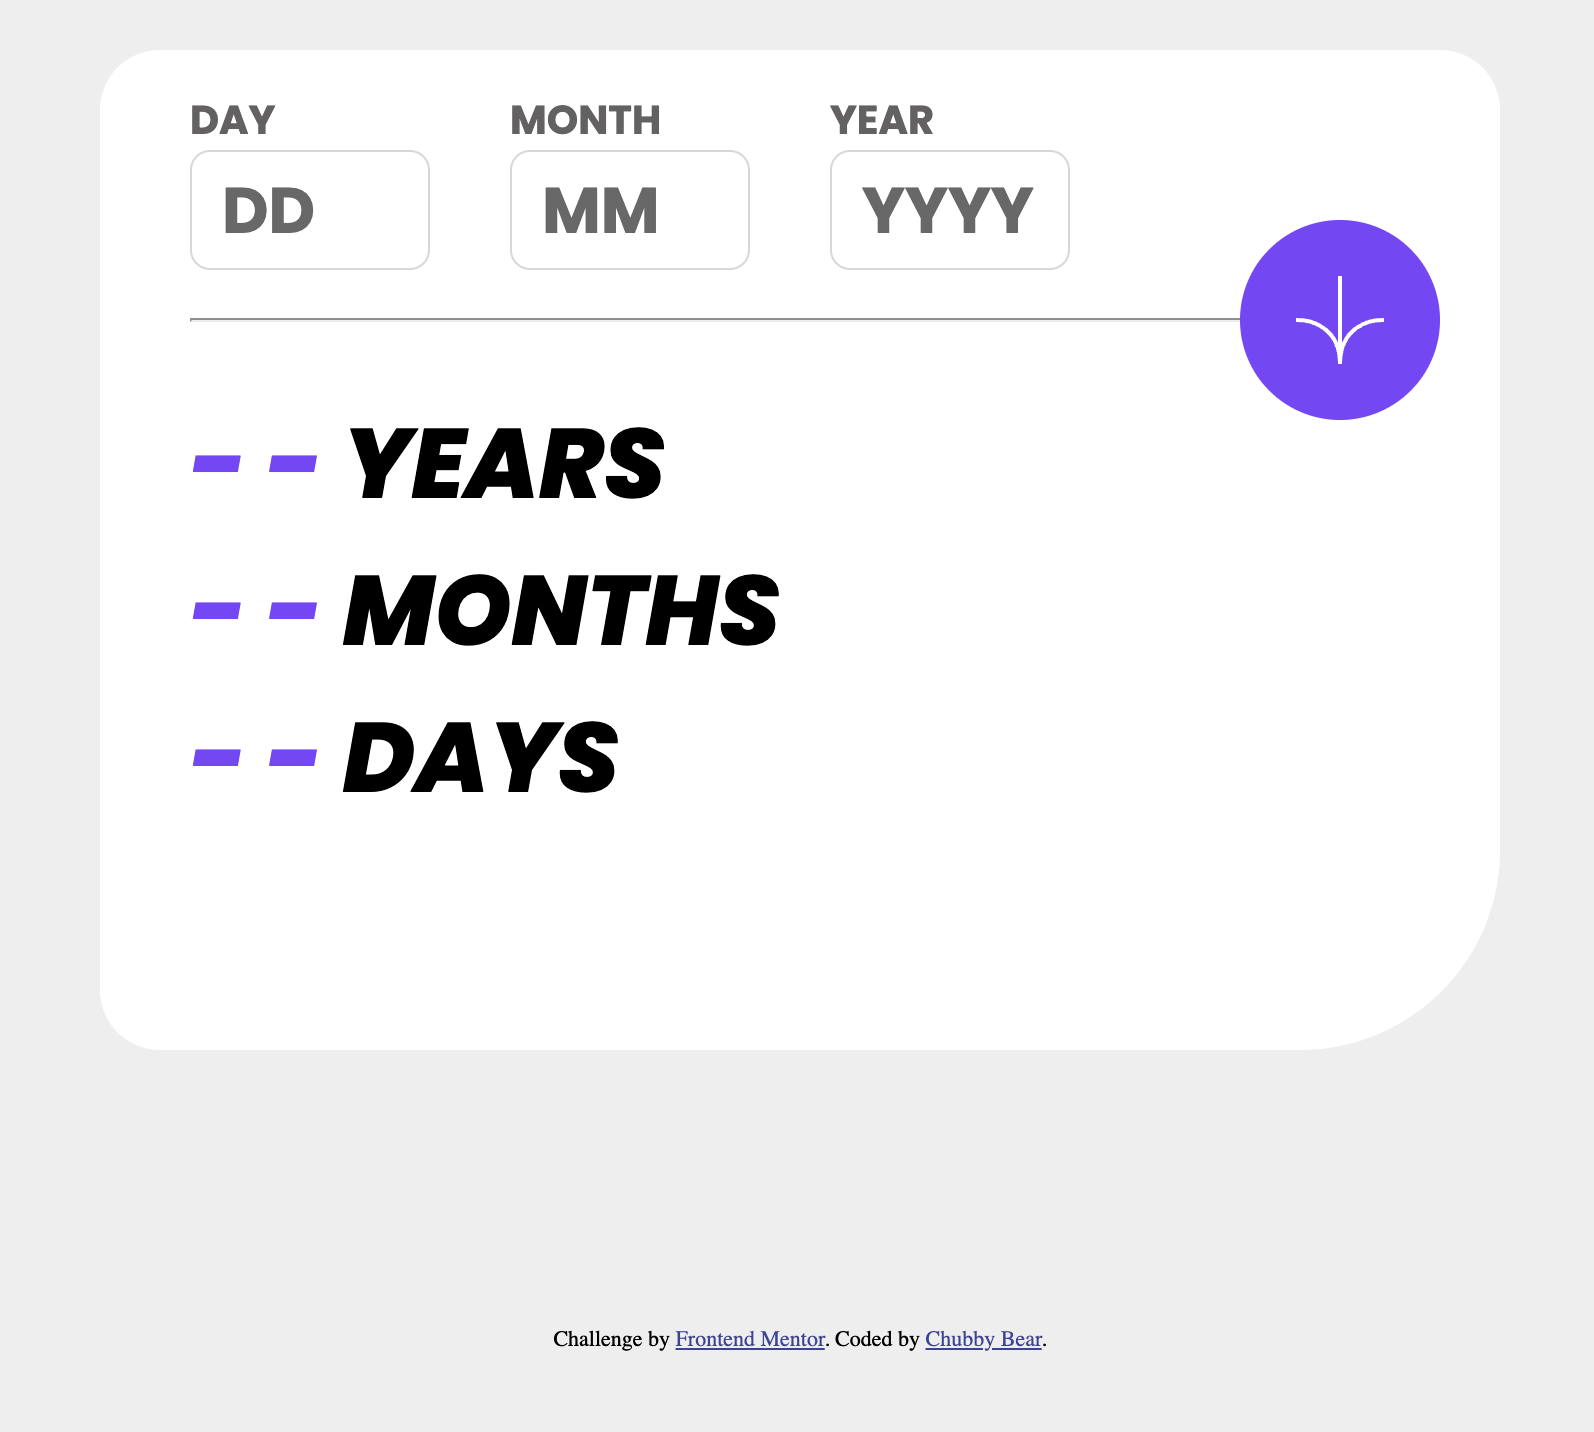 DAY MONTH YEAR
DD MM YYYY
- - YEARS
- - MONTHS
- - DAYS
Challenge by Frontend Mentor. Coded by Chubby Bear.